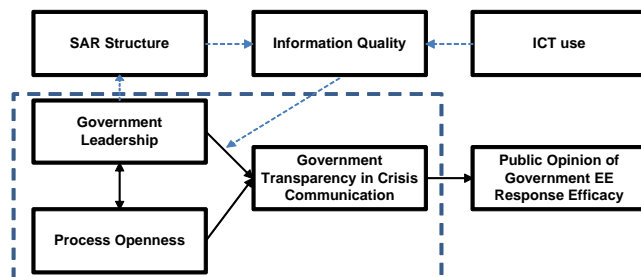 SAR Structure
Information Quality
ICT use
Government
Leadership
Government
Transparency in Crisis
Communication
Public Opinion of
Government EE
Response Efficacy
Process Openness